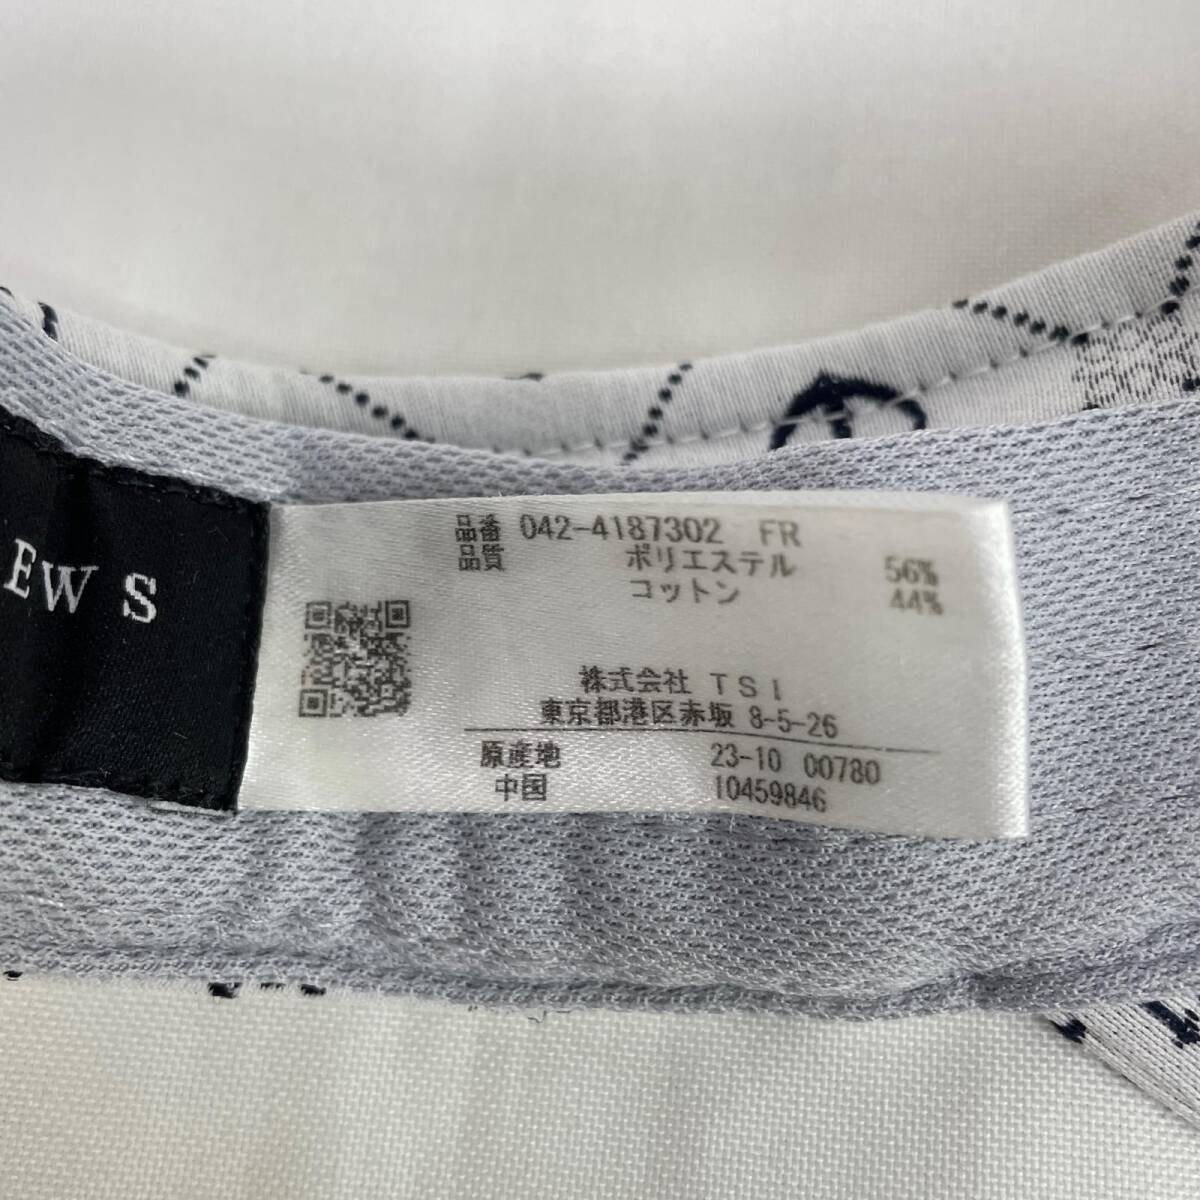 EW S
品番 042-4187302 FR
品質 ポリエステル 56%
コットン 44%
株式会社 TSI
東京都港区赤坂 8-5-26
原産地 23-10 00780
中国 10459846